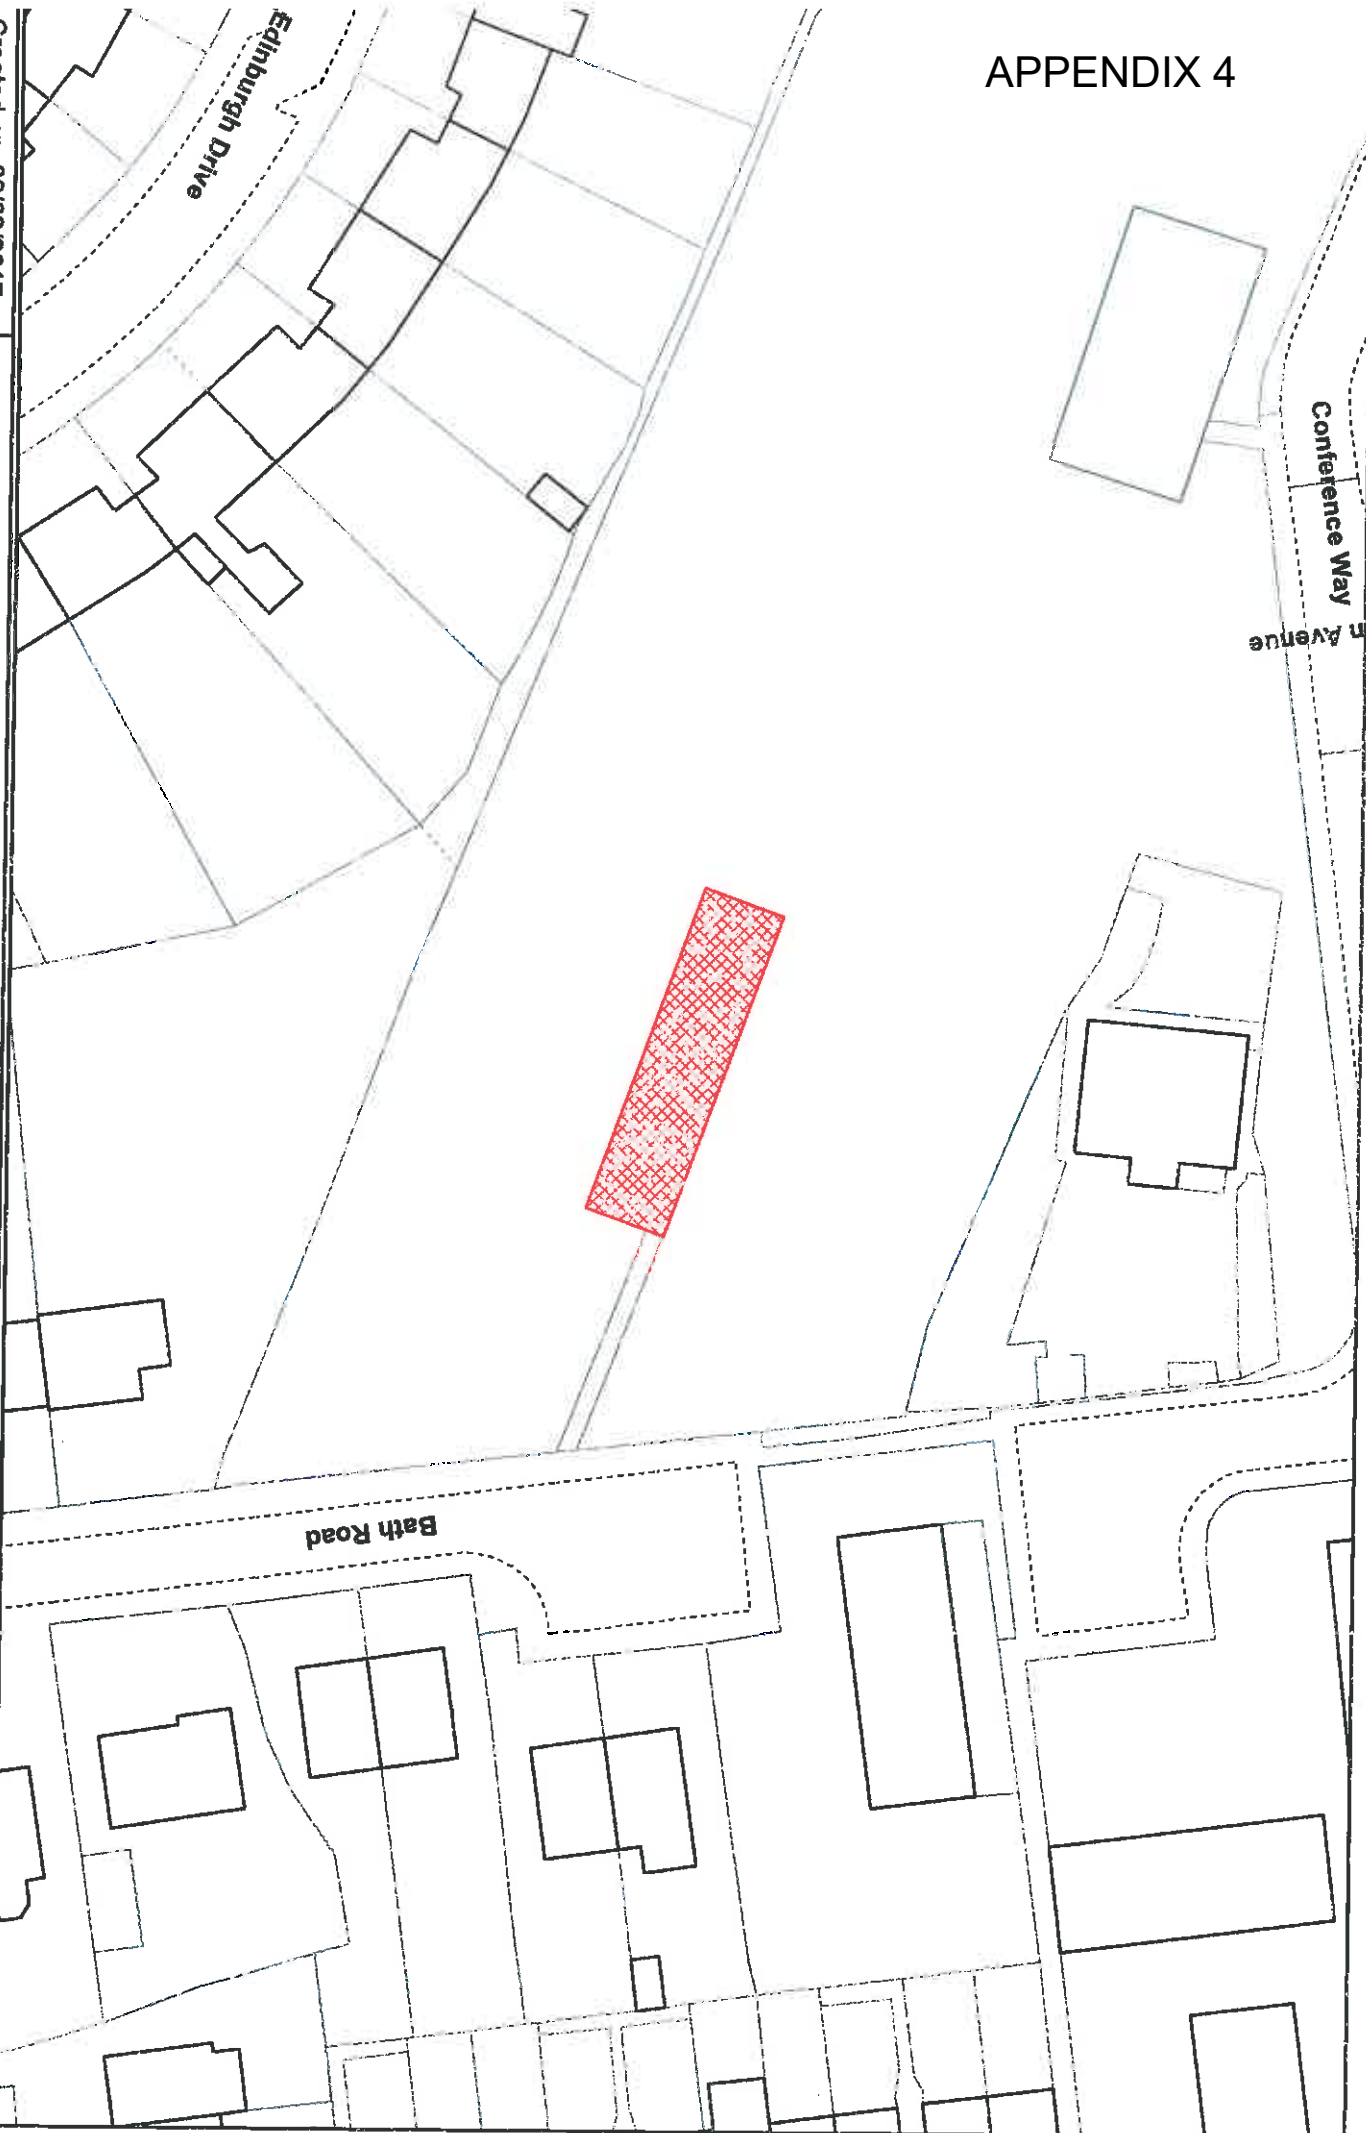 APPENDIX 4
Edinburgh Drive
Conference Way
n Avenue
Bath Road